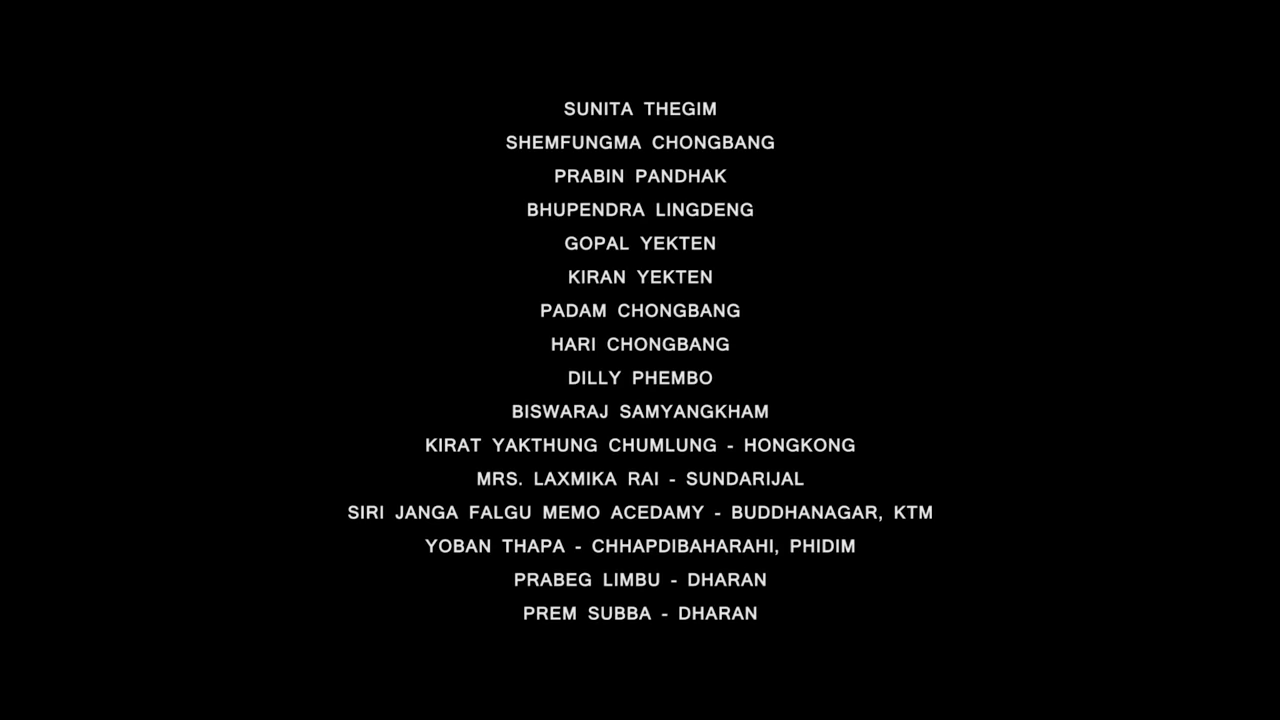 SUNITA THEGIM
SHEMFUNGMA CHONGBANG
PRABIN PANDHAK
BHUPENDRA LINGDENG
GOPAL YEKTEN
KIRAN YEKTEN
PADAM CHONGBANG
HARI CHONGBANG
DILLY PHEMBO
BISWARAJ SAMYANGKHAM
KIRAT YAKTHUNG CHUMLUNG - HONGKONG
MRS. LAXMIKA RAI - SUNDARIJAL
SIRI JANGA FALGU MEMO ACEDAMY - BUDDHANAGAR, KTM
YOBAN THAPA - CHHAPDIBAHARAHI, PHIDIM
PRABEG LIMBU - DHARAN
PREM SUBBA - DHARAN